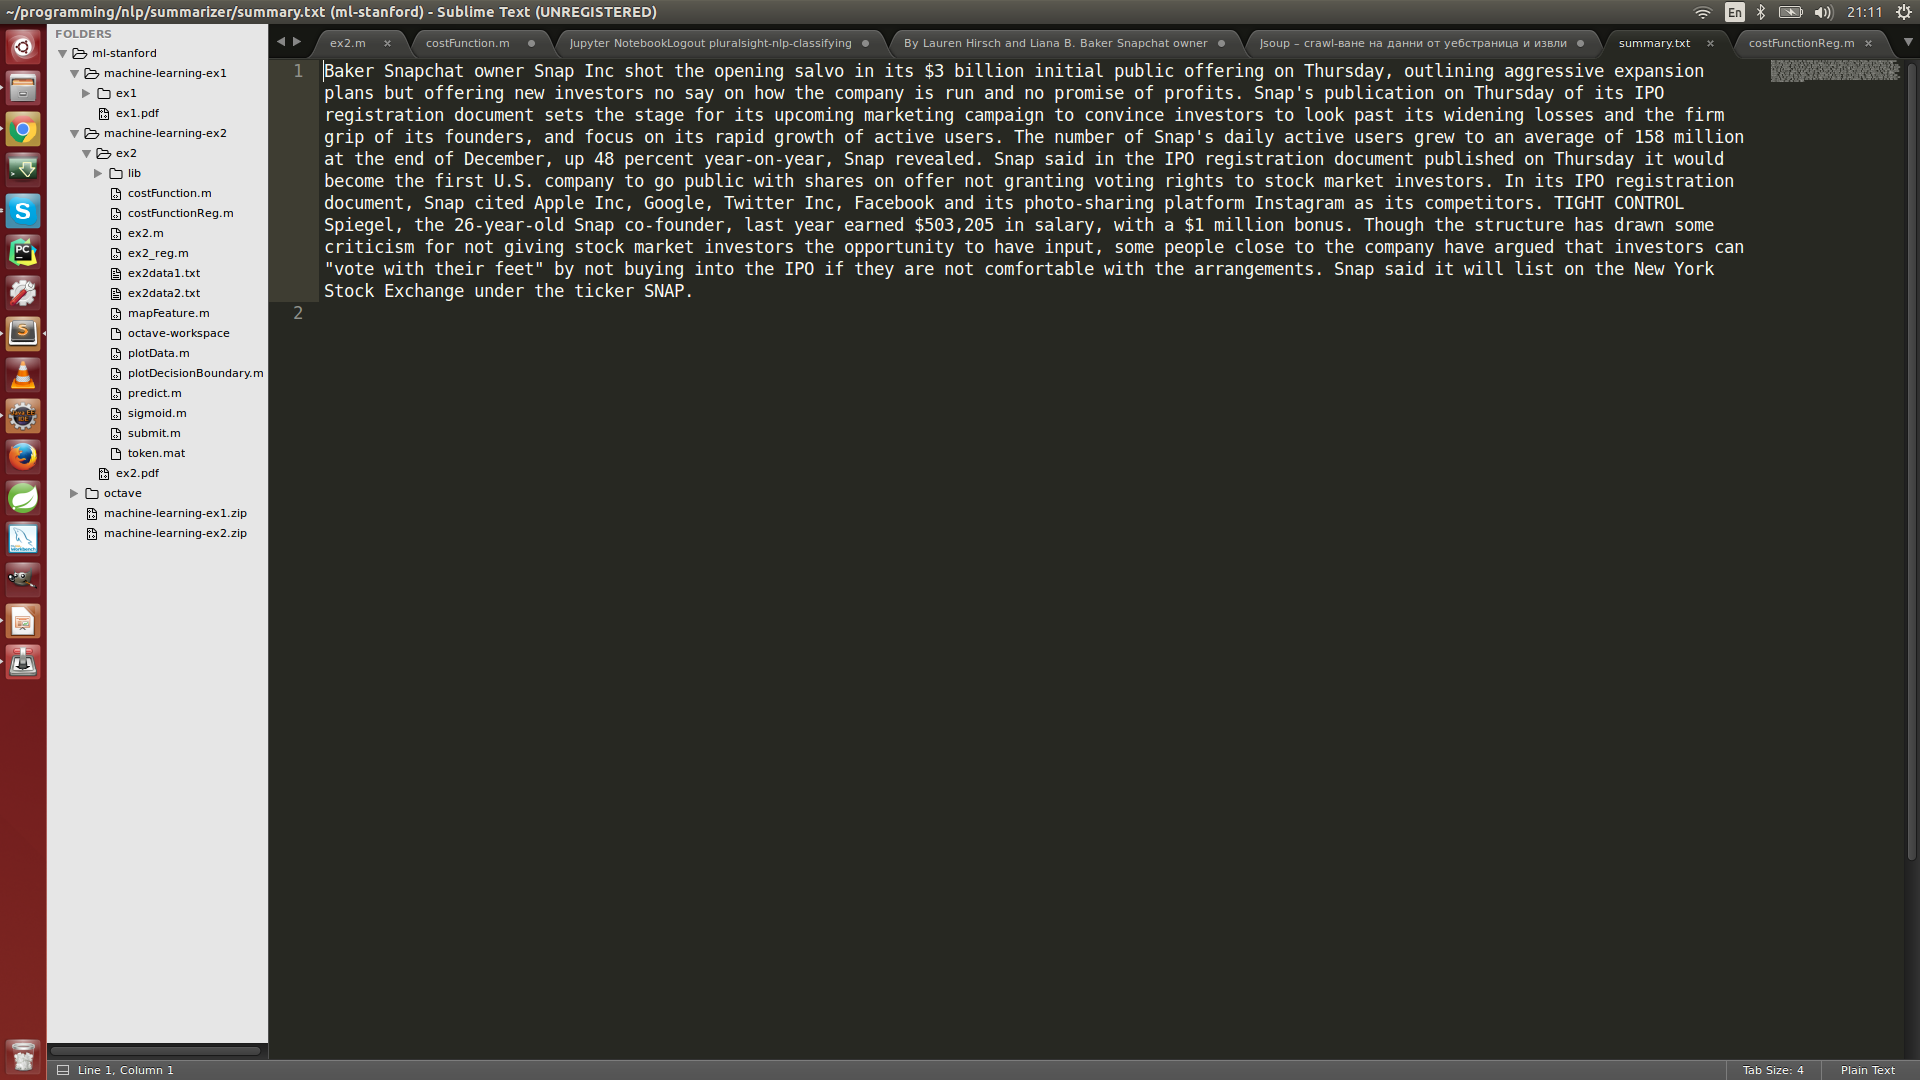 ~/programming/nlp/summarizer/summary.txt (ml-stanford) - Sublime Text (UNREGISTERED)
En
21:11
FOLDERS
ml-stanford
machine-learning-ex1
ex1
ex1.pdf
machine-learning-ex2
ex2
lib
costFunction.m
costFunctionReg.m
ex2.m
ex2_reg.m
ex2data1.txt
ex2data2.txt
mapFeature.m
octave-workspace
plotData.m
plotDecisionBoundary.m
predict.m
sigmoid.m
submit.m
token.mat
ex2.pdf
octave
machine-learning-ex1.zip
machine-learning-ex2.zip
ex2.m
costFunction.m
Jupyter NotebookLogout pluralsight-nlp-classifying
By Lauren Hirsch and Liana B. Baker Snapchat owner
Jsoup – crawl-ване на данни от уебстраница и извли
summary.txt
costFunctionReg.m
1
Baker Snapchat owner Snap Inc shot the opening salvo in its $3 billion initial public offering on Thursday, outlining aggressive expansion
plans but offering new investors no say on how the company is run and no promise of profits. Snap's publication on Thursday of its IPO
registration document sets the stage for its upcoming marketing campaign to convince investors to look past its widening losses and the firm
grip of its founders, and focus on its rapid growth of active users. The number of Snap's daily active users grew to an average of 158 million
at the end of December, up 48 percent year-on-year, Snap revealed. Snap said in the IPO registration document published on Thursday it would
become the first U.S. company to go public with shares on offer not granting voting rights to stock market investors. In its IPO registration
document, Snap cited Apple Inc, Google, Twitter Inc, Facebook and its photo-sharing platform Instagram as its competitors. TIGHT CONTROL
Spiegel, the 26-year-old Snap co-founder, last year earned $503,205 in salary, with a $1 million bonus. Though the structure has drawn some
criticism for not giving stock market investors the opportunity to have input, some people close to the company have argued that investors can
"vote with their feet" by not buying into the IPO if they are not comfortable with the arrangements. Snap said it will list on the New York
Stock Exchange under the ticker SNAP.
2
Line 1, Column 1
Tab Size: 4
Plain Text